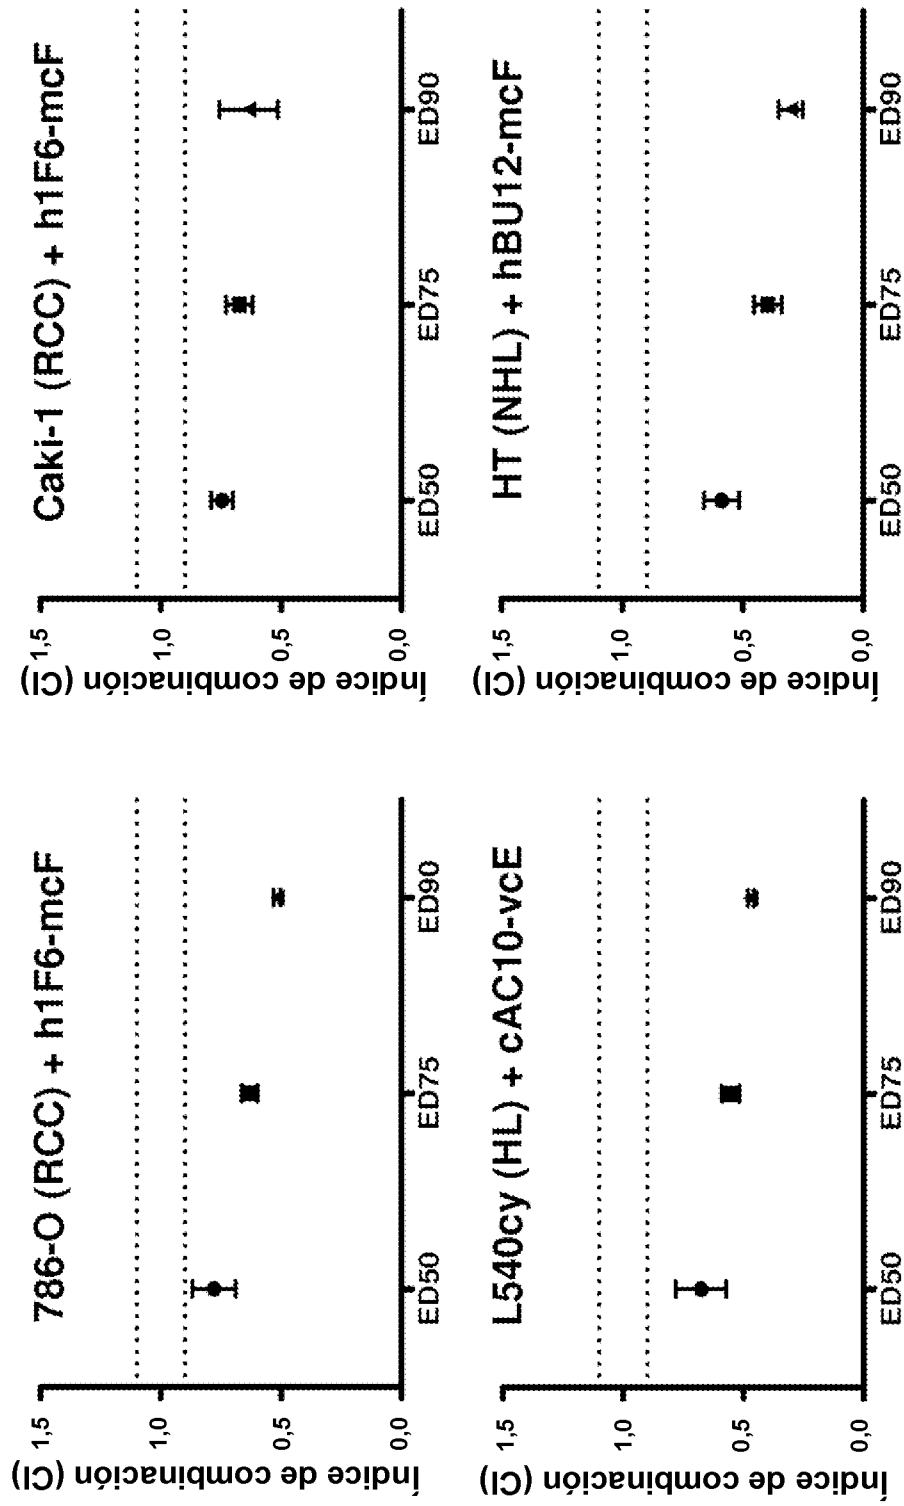 786-O (RCC) + h1F6-mcF
Índice de combinación (CI)
1,5
1,0
0,5
0,0
ED50
ED75
ED90
Caki-1 (RCC) + h1F6-mcF
Índice de combinación (CI)
1,5
1,0
0,5
0,0
ED50
ED75
ED90
L540cy (HL) + cAC10-vcE
Índice de combinación (CI)
1,5
1,0
0,5
0,0
ED50
ED75
ED90
HT (NHL) + hBU12-mcF
Índice de combinación (CI)
1,5
1,0
0,5
0,0
ED50
ED75
ED90